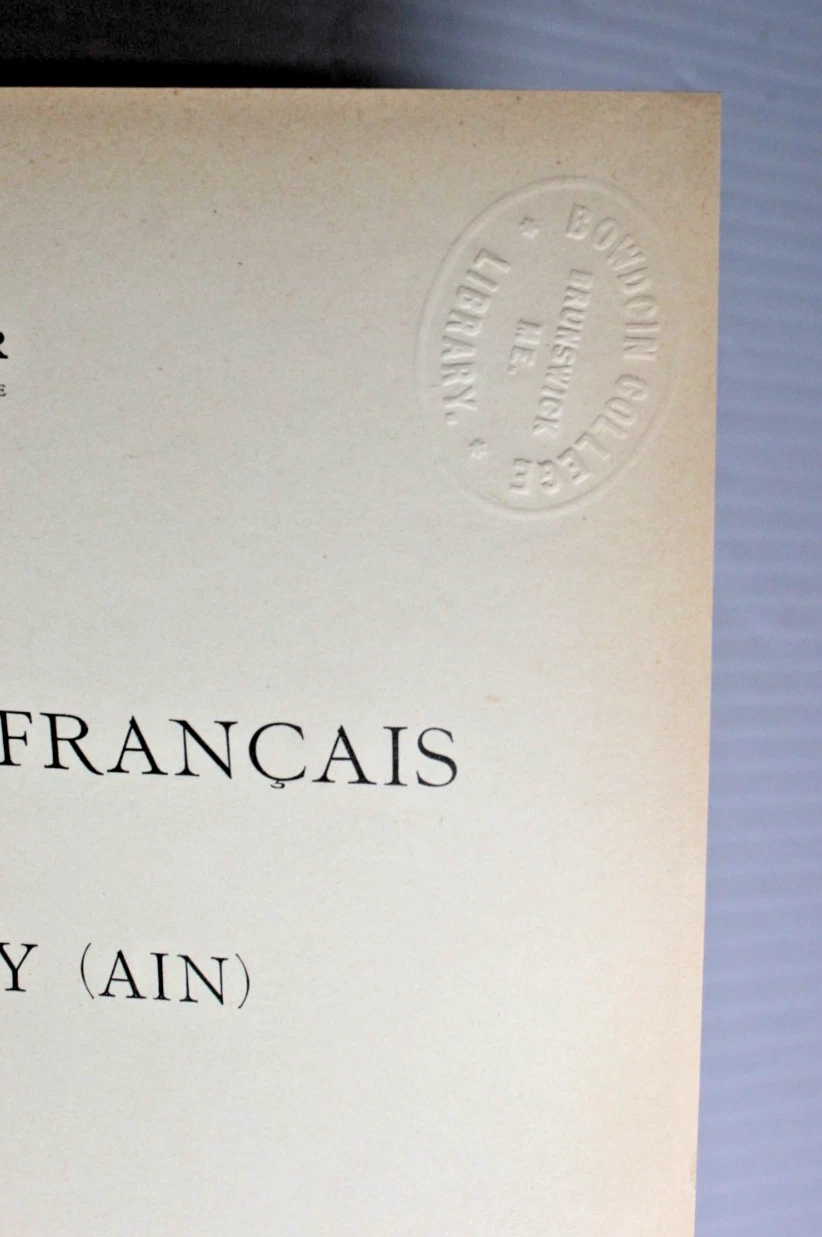 BOWDOIN COLLEGE
BRUNSWICK
ME.
LIBRARY.
R
E
FRANÇAIS
Y (AIN)